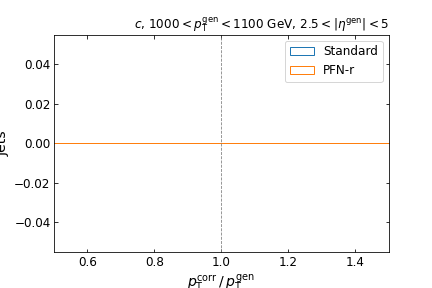 c, 1000 < p_T^gen < 1100 GeV, 2.5 < |η^gen| < 5
Standard
PFN-r
0.04
0.02
0.00
−0.02
−0.04
Jets
0.6
0.8
1.0
1.2
1.4
p_T^corr / p_T^gen